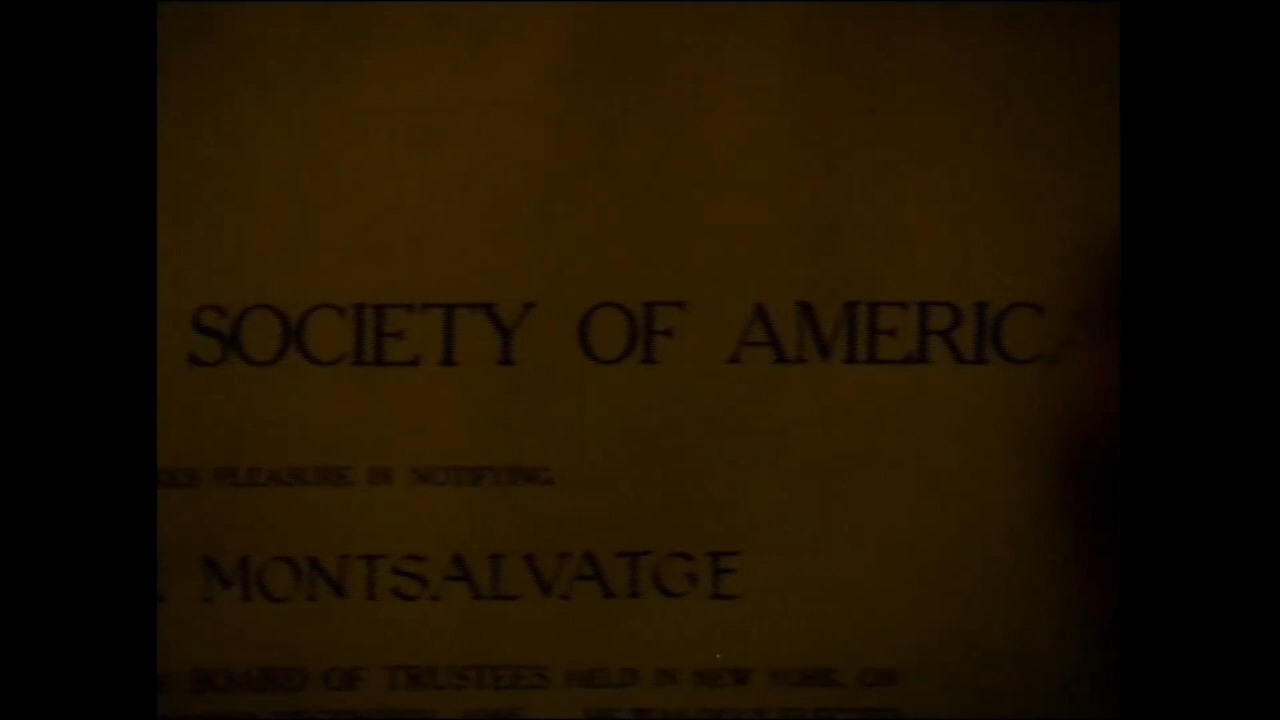 SOCIETY OF AMERIC
PLEASURE IN NOTIFYING
MONTSALVATGE
BOARD OF TRUSTEES HELD IN NEW YORK, ON